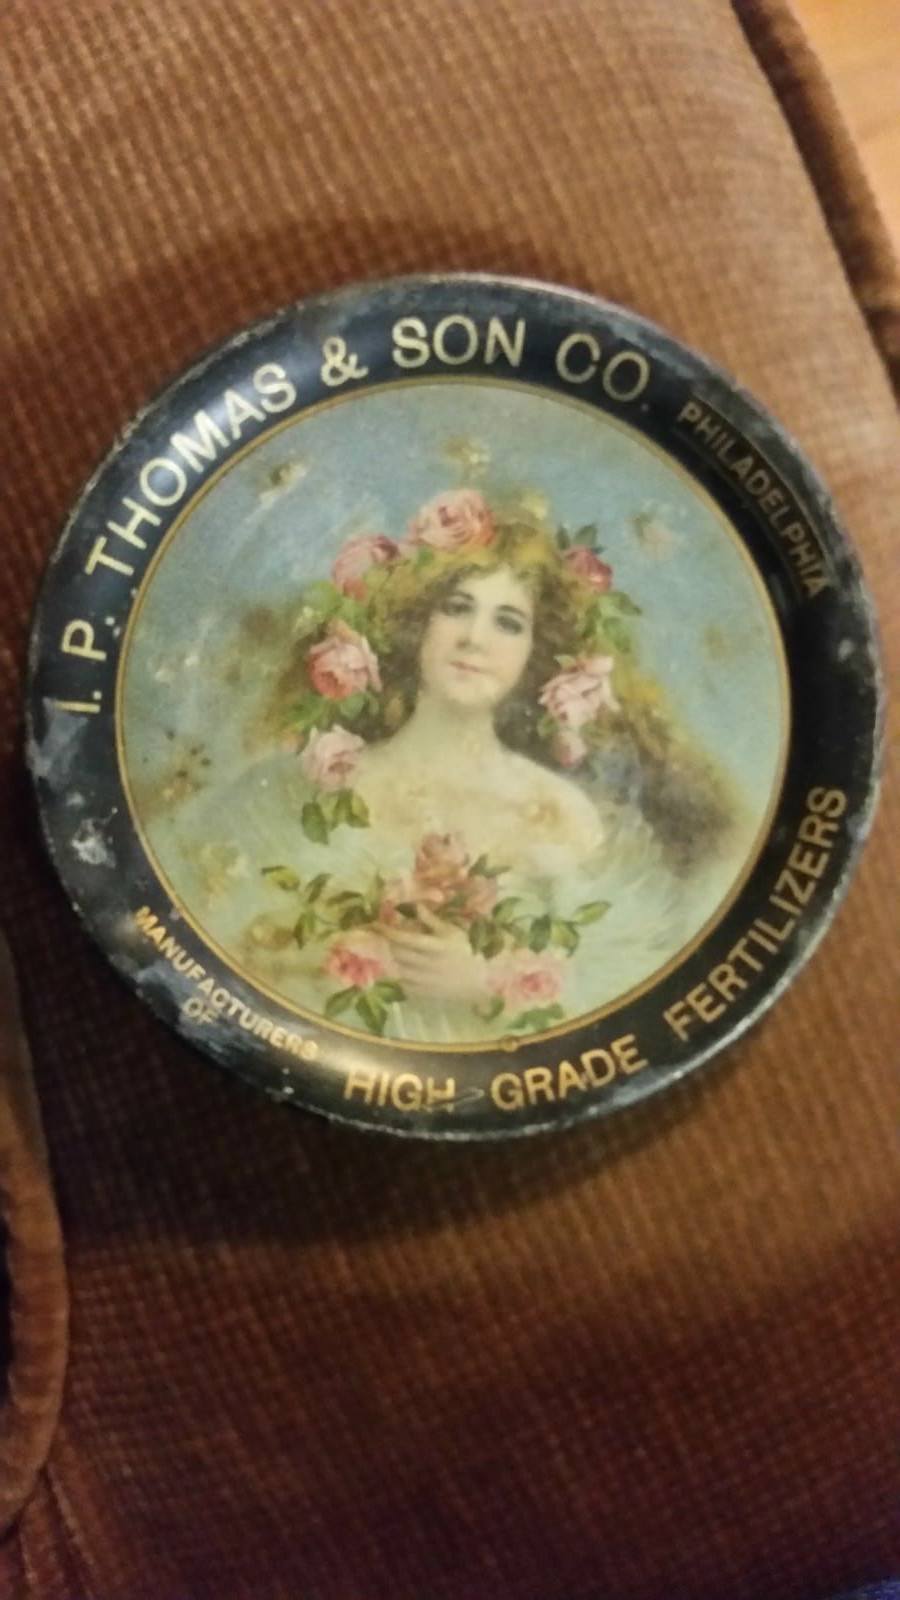 I. P. THOMAS & SON CO.
PHILADELPHIA
MANUFACTURERS
OF
HIGH-GRADE FERTILIZERS